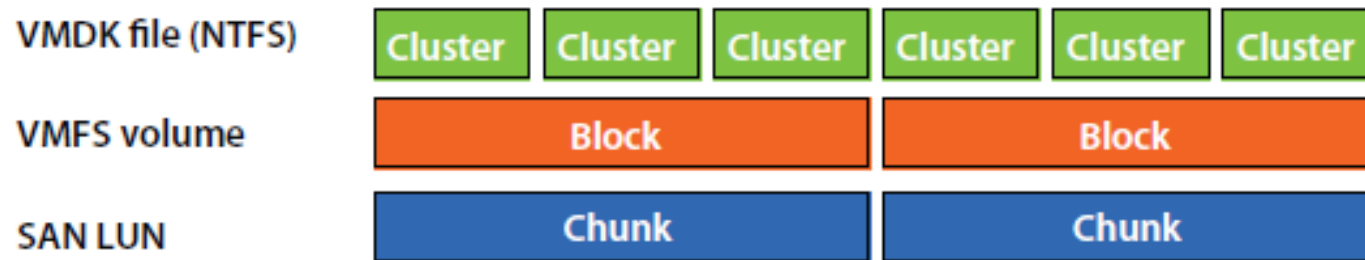 VMDK file (NTFS) Cluster Cluster Cluster Cluster Cluster Cluster
VMFS volume Block Block
SAN LUN Chunk Chunk